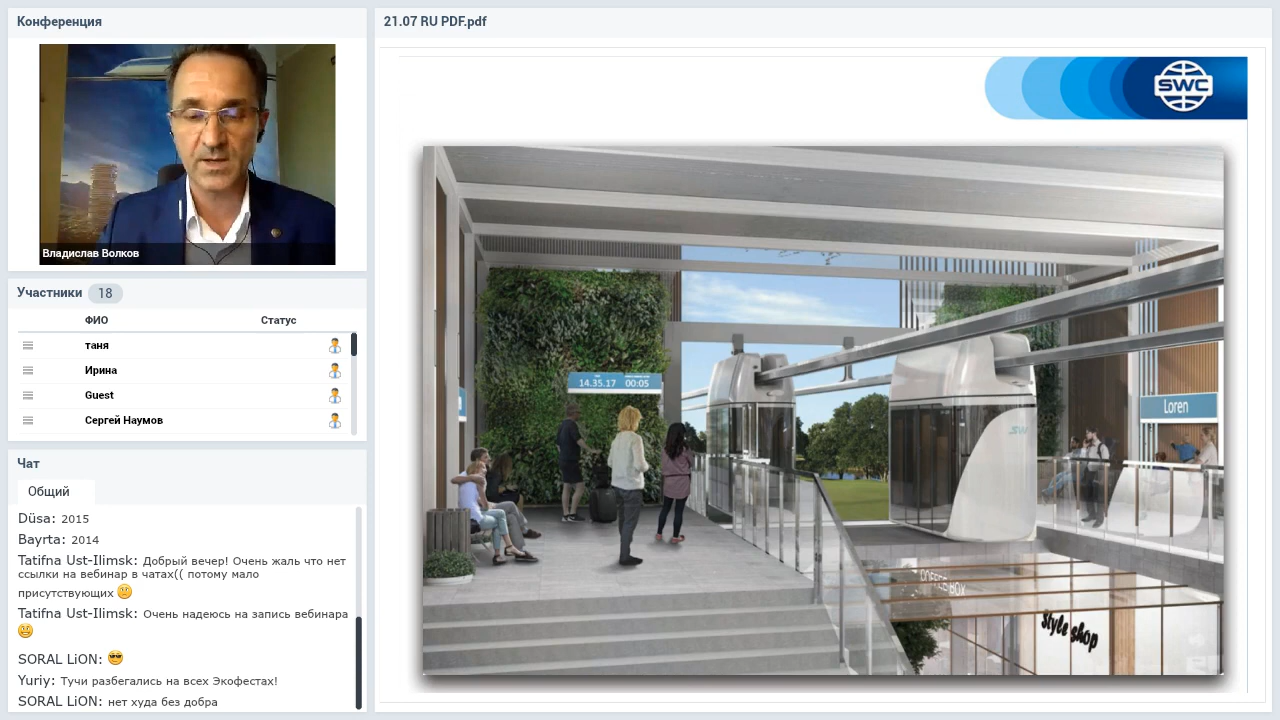 Конференция
Владислав Волков
Участники 18
ФИО Статус
таня
Ирина
Guest
Сергей Наумов
Чат
Общий
Düsa: 2015
Bayrta: 2014
Tatifna Ust-Ilimsk: Добрый вечер! Очень жаль что нет
ссылки на вебинар в чатах(( потому мало
присутствующих
Tatifna Ust-Ilimsk: Очень надеюсь на запись вебинара
SORAL LiON:
Yuriy: Тучи разбегались на всех Экофестах!
SORAL LiON: нет худа без добра
21.07 RU PDF.pdf
SWC
14.35.17 00:05
Loren
SW
COFFEE BOX
Style shop